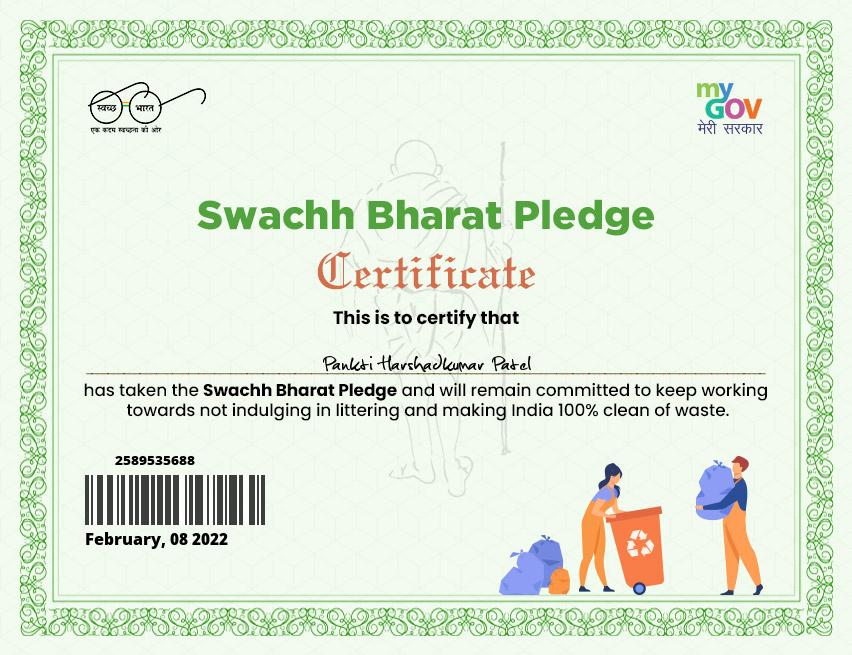 स्वच्छ भारत
एक कदम स्वच्छता की ओर
my
GOV
मेरी सरकार
Swachh Bharat Pledge
Certificate
This is to certify that
Pankti Harshadkumar Patel
has taken the Swachh Bharat Pledge and will remain committed to keep working
towards not indulging in littering and making India 100% clean of waste.
2589535688
February, 08 2022